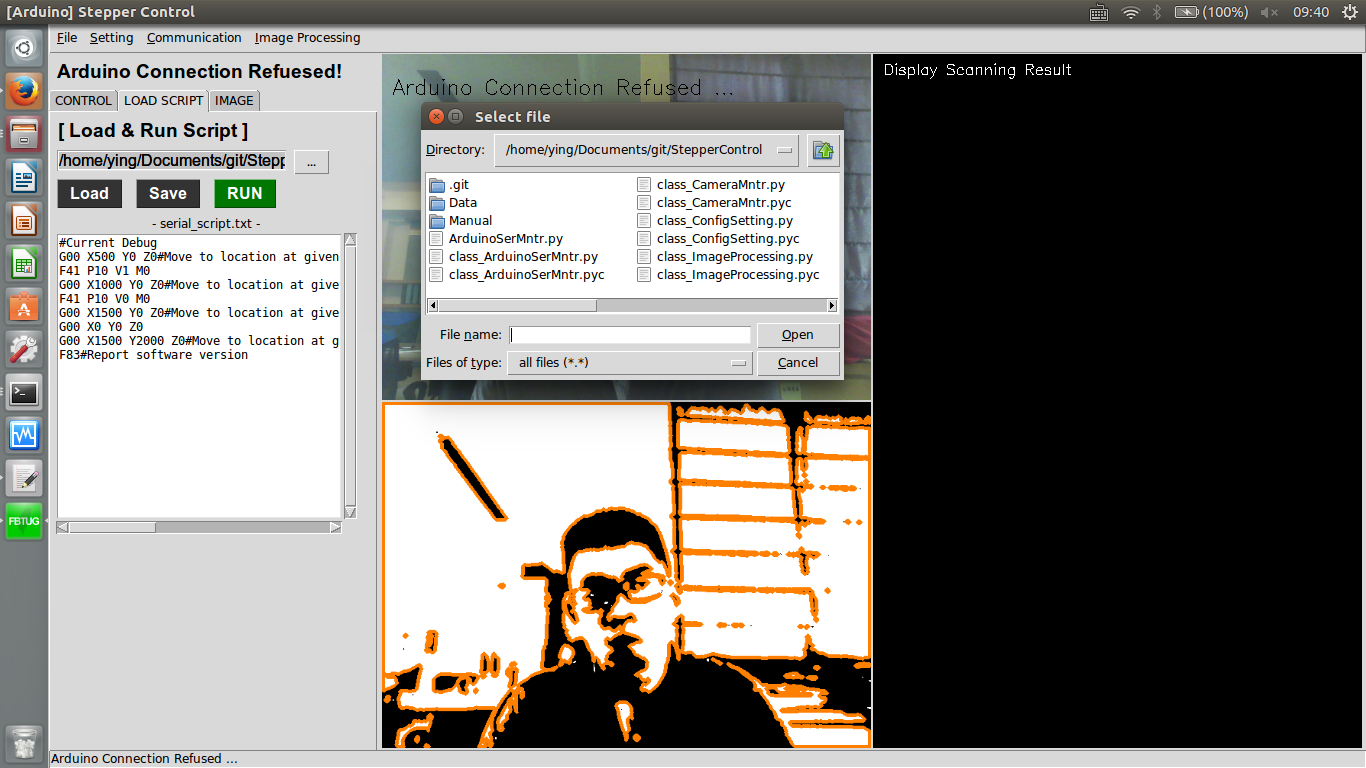 [Arduino] Stepper Control
(100%)
09:40
File Setting Communication Image Processing
Arduino Connection Refuesed!
CONTROL LOAD SCRIPT IMAGE
[ Load & Run Script ]
/home/ying/Documents/git/Stepp ...
Load Save RUN
- serial_script.txt -
#Current Debug
G00 X500 Y0 Z0#Move to location at given
F41 P10 V1 M0
G00 X1000 Y0 Z0#Move to location at give
F41 P10 V0 M0
G00 X1500 Y0 Z0#Move to location at give
G00 X0 Y0 Z0
G00 X1500 Y2000 Z0#Move to location at g
F83#Report software version
FBTUG
Arduino Connection Refused ...
Select file
Directory: /home/ying/Documents/git/StepperControl
.git
Data
Manual
ArduinoSerMntr.py
class_ArduinoSerMntr.py
class_ArduinoSerMntr.pyc
class_CameraMntr.py
class_CameraMntr.pyc
class_ConfigSetting.py
class_ConfigSetting.pyc
class_ImageProcessing.py
class_ImageProcessing.pyc
File name: Open
Files of type: all files (*.*) Cancel
Display Scanning Result
Arduino Connection Refused ...